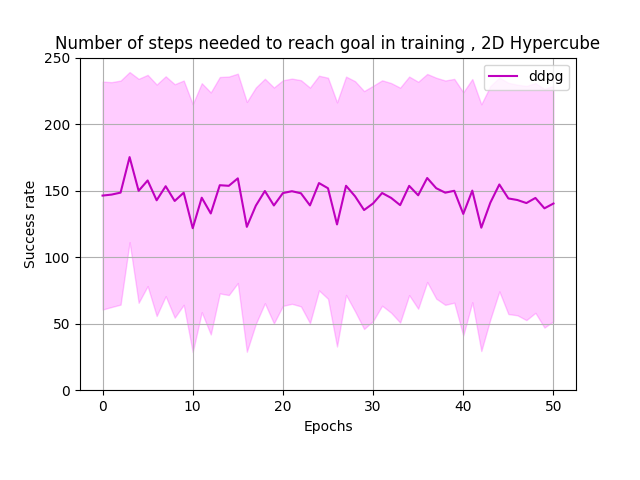 Number of steps needed to reach goal in training , 2D Hypercube
ddpg
Success rate
250
200
150
100
50
0
0 10 20 30 40 50
Epochs